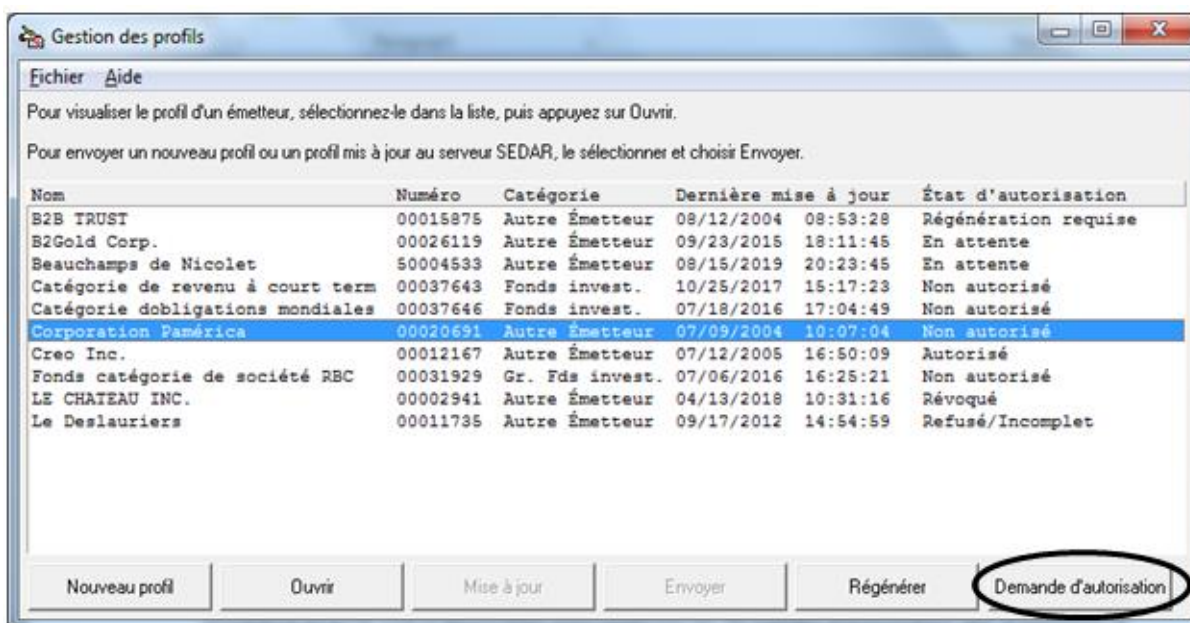 Gestion des profils
Fichier Aide
Pour visualiser le profil d'un émetteur, sélectionnez-le dans la liste, puis appuyez sur Ouvrir.
Pour envoyer un nouveau profil ou un profil mis à jour au serveur SEDAR, le sélectionner et choisir Envoyer.
Nom Numéro Catégorie Dernière mise à jour État d'autorisation
B2B TRUST 00015875 Autre Émetteur 08/12/2004 08:53:28 Régénération requise
B2Gold Corp. 00026119 Autre Émetteur 09/23/2015 18:11:45 En attente
Beauchamps de Nicolet 50004533 Autre Émetteur 08/15/2019 20:23:45 En attente
Catégorie de revenu à court term 00037643 Fonds invest. 10/25/2017 15:17:23 Non autorisé
Catégorie dobligations mondiales 00037646 Fonds invest. 07/18/2016 17:04:49 Non autorisé
Corporation Pamérica 00020691 Autre Émetteur 07/09/2004 10:07:04 Non autorisé
Creo Inc. 00012167 Autre Émetteur 07/12/2005 16:50:09 Autorisé
Fonds catégorie de société RBC 00031929 Gr. Fds invest. 07/06/2016 16:25:21 Non autorisé
LE CHATEAU INC. 00002941 Autre Émetteur 04/13/2018 10:31:16 Révoqué
Le Deslauriers 00011735 Autre Émetteur 09/17/2012 14:54:59 Refusé/Incomplet
Nouveau profil Ouvrir Mise à jour Envoyer Régénérer Demande d'autorisation